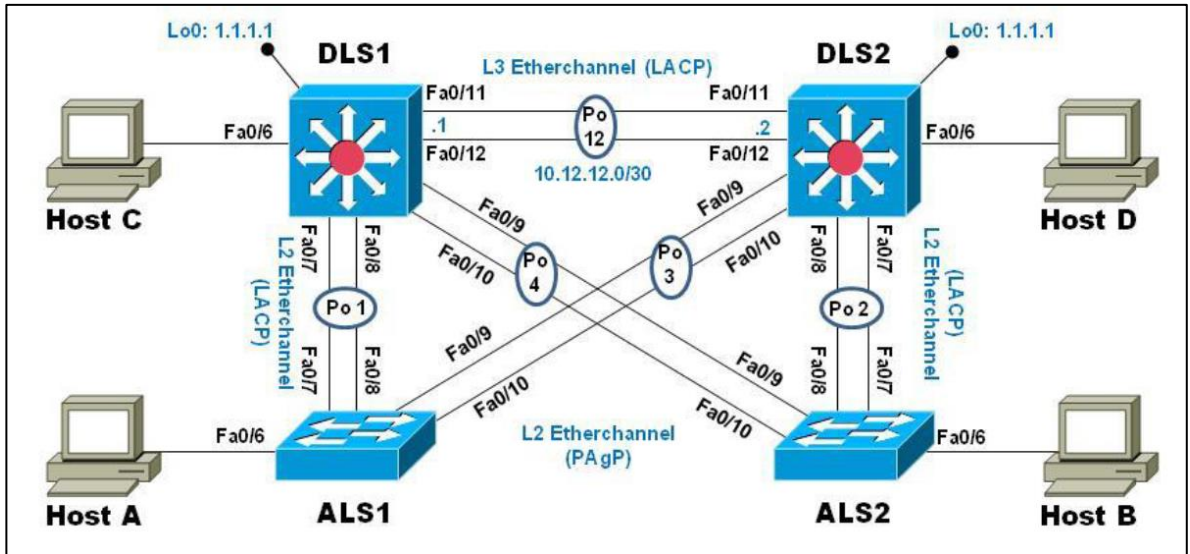 Lo0: 1.1.1.1
Lo0: 1.1.1.1
DLS1
DLS2
L3 Etherchannel (LACP)
Fa0/11
Fa0/11
Fa0/6
.1
Po
12
.2
Fa0/6
Fa0/12
Fa0/12
10.12.12.0/30
Host C
Host D
Fa0/9
Fa0/9
Fa0/10
Fa0/10
Fa0/7
Fa0/8
Fa0/8
Fa0/7
L2 Etherchannel
(LACP)
Po
4
Po
3
L2 Etherchannel
(LACP)
Po 1
Po 2
Fa0/7
Fa0/8
Fa0/8
Fa0/7
Fa0/9
Fa0/9
Fa0/10
Fa0/10
Fa0/6
L2 Etherchannel
(PAgP)
Fa0/6
Host A
ALS1
ALS2
Host B